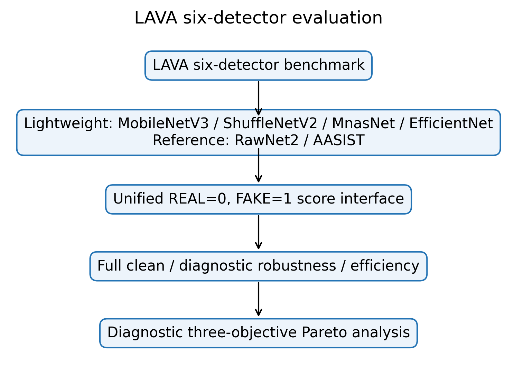 LAVA six-detector evaluation
LAVA six-detector benchmark
Lightweight: MobileNetV3 / ShuffleNetV2 / MnasNet / EfficientNet
Reference: RawNet2 / AASIST
Unified REAL=0, FAKE=1 score interface
Full clean / diagnostic robustness / efficiency
Diagnostic three-objective Pareto analysis